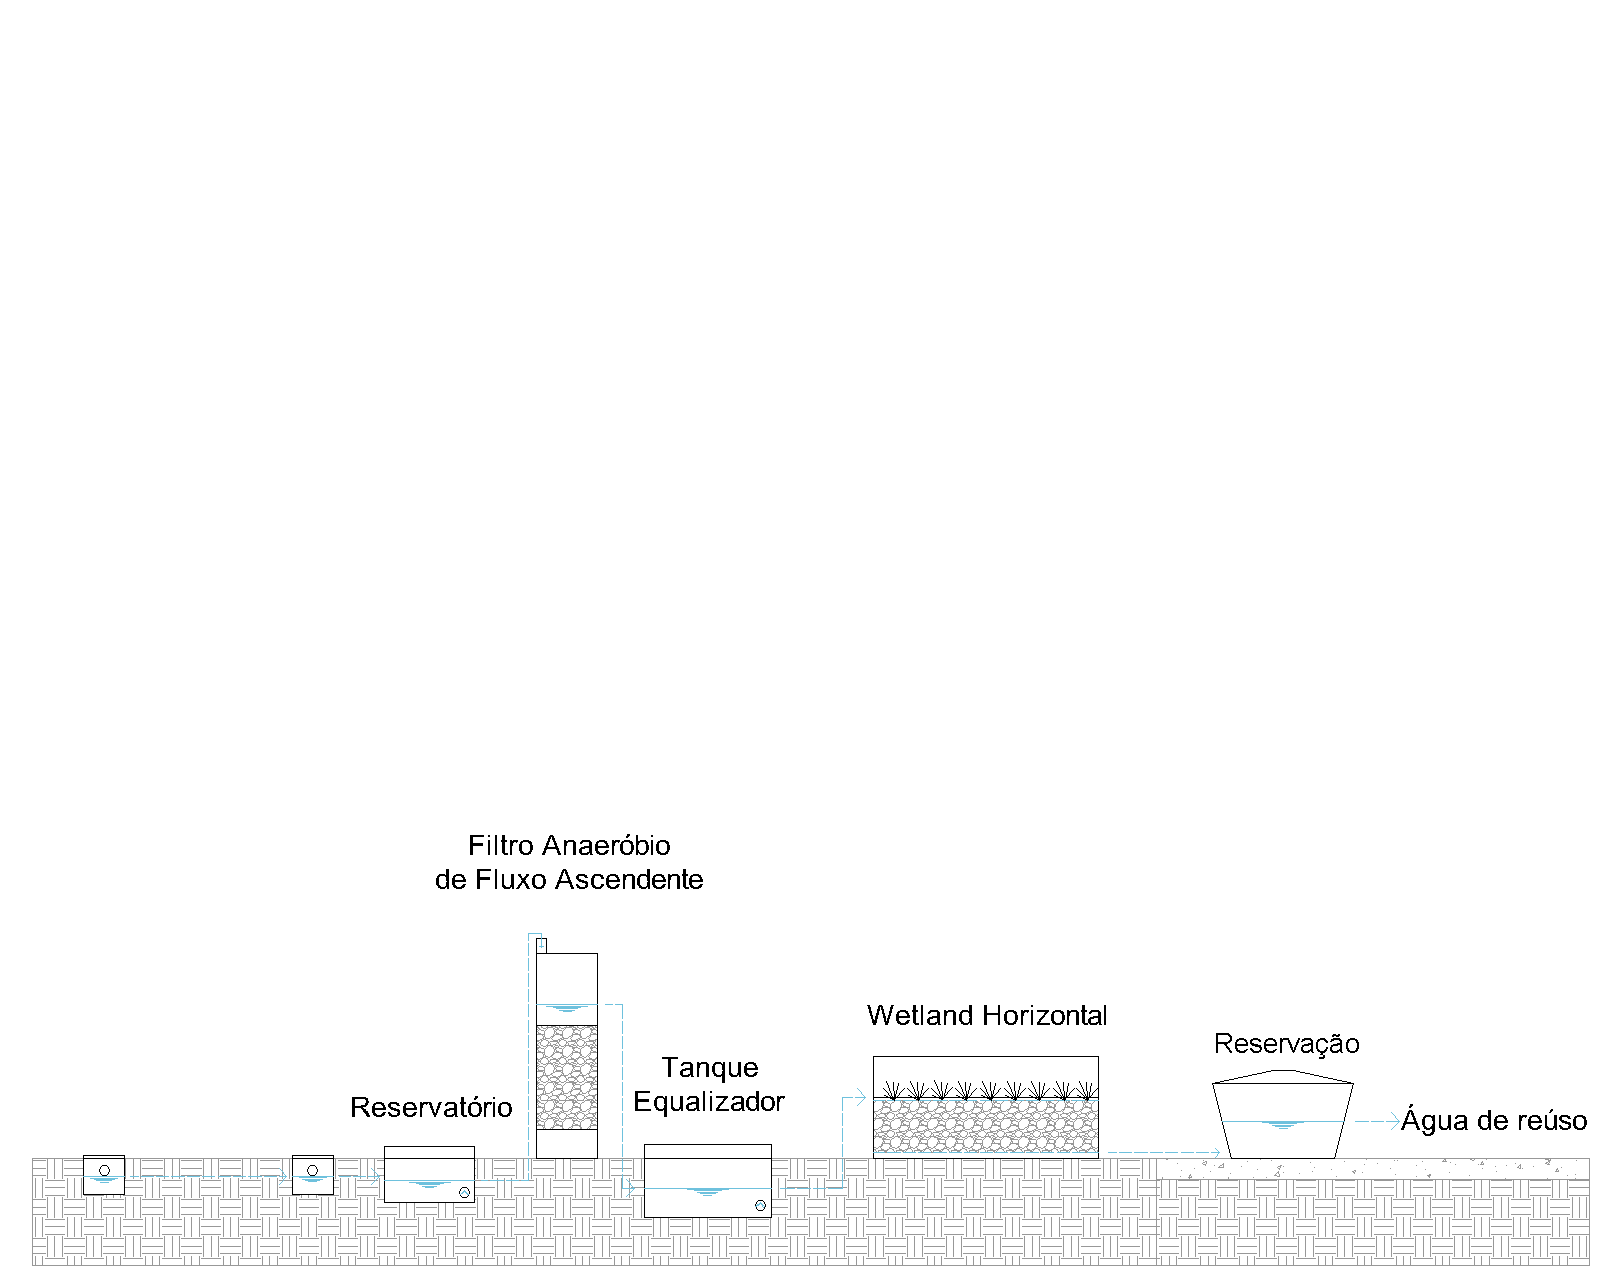 Filtro Anaeróbio
de Fluxo Ascendente
Reservatório
Tanque
Equalizador
Wetland Horizontal
Reservação
Água de reúso